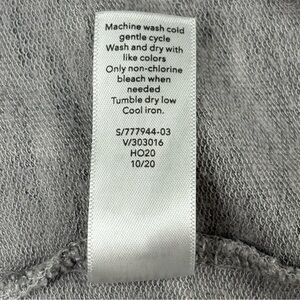 Machine wash cold
gentle cycle
Wash and dry with
like colors
Only non-chlorine
bleach when
needed
Tumble dry low
Cool iron.
S/777944-03
V/303016
HO20
10/20